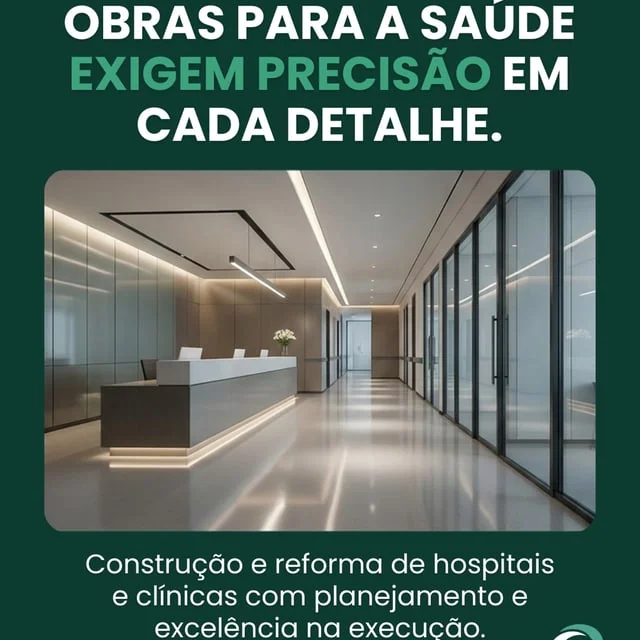 OBRAS PARA A SAÚDE
EXIGEM PRECISÃO EM
CADA DETALHE.
Construção e reforma de hospitais
e clínicas com planejamento e
excelência na execução.